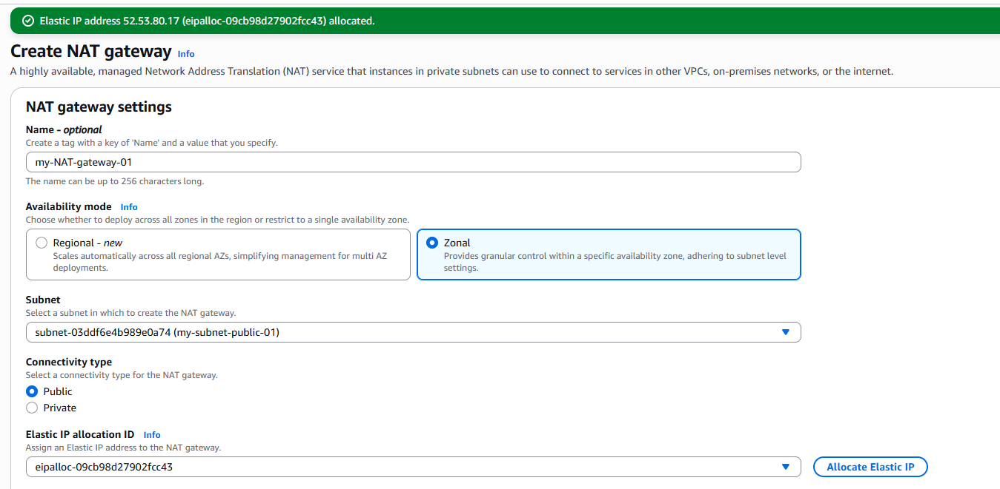 Elastic IP address 52.53.80.17 (eipalloc-09cb98d27902fcc43) allocated.
Create NAT gateway Info
A highly available, managed Network Address Translation (NAT) service that instances in private subnets can use to connect to services in other VPCs, on-premises networks, or the internet.
NAT gateway settings
Name - optional
Create a tag with a key of 'Name' and a value that you specify.
my-NAT-gateway-01
The name can be up to 256 characters long.
Availability mode Info
Choose whether to deploy across all zones in the region or restrict to a single availability zone.
Regional - new
Scales automatically across all regional AZs, simplifying management for multi AZ
deployments.
Zonal
Provides granular control within a specific availability zone, adhering to subnet level
settings.
Subnet
Select a subnet in which to create the NAT gateway.
subnet-03ddf6e4b989e0a74 (my-subnet-public-01)
Connectivity type
Select a connectivity type for the NAT gateway.
Public
Private
Elastic IP allocation ID Info
Assign an Elastic IP address to the NAT gateway.
eipalloc-09cb98d27902fcc43
Allocate Elastic IP